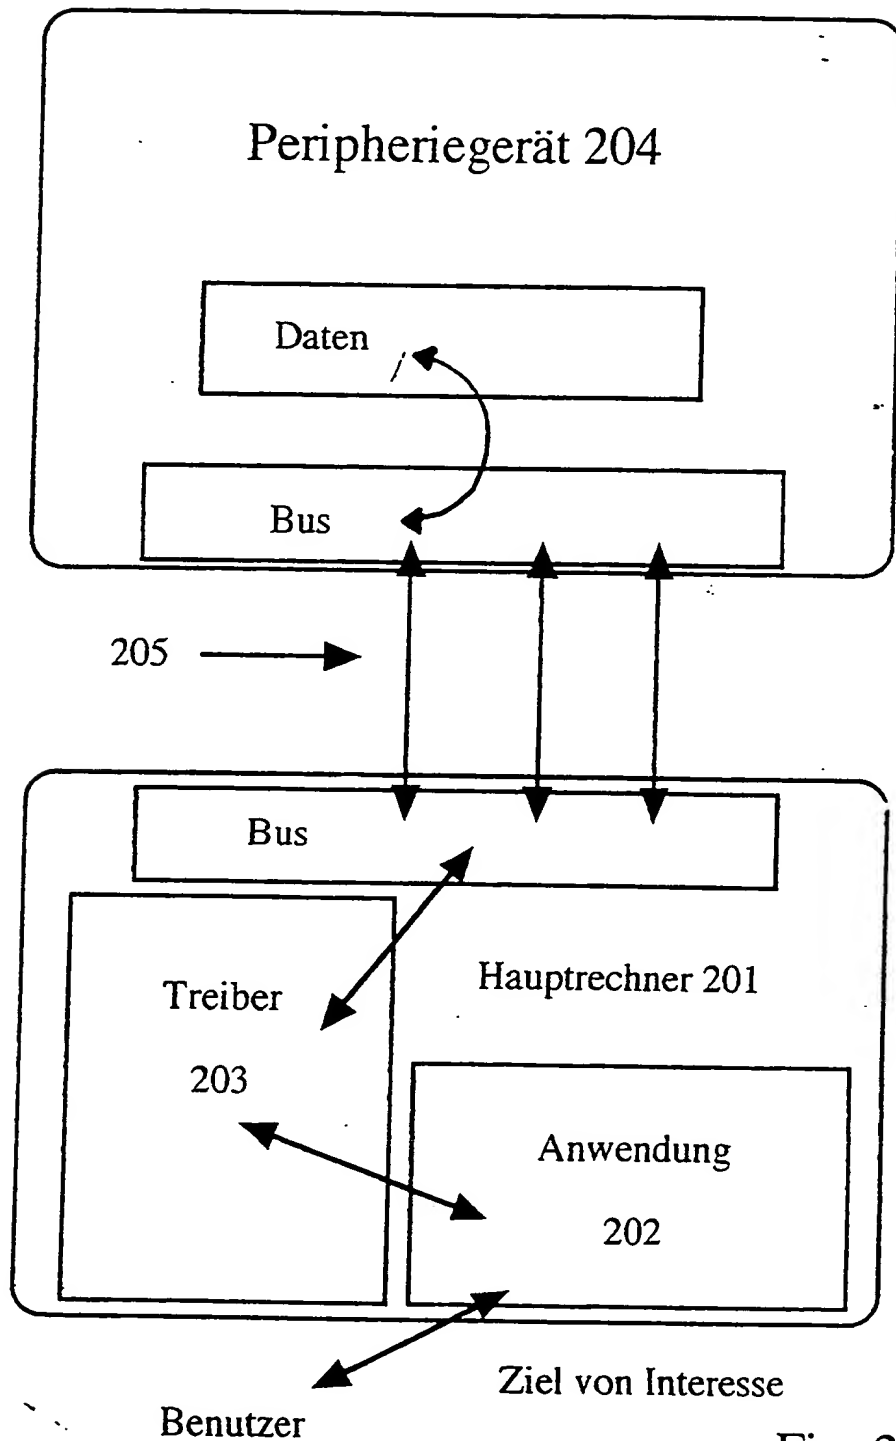 Peripheriegerät 204
Daten
Bus
205
Bus
Treiber
203
Hauptrechner 201
Anwendung
202
Ziel von Interesse
Benutzer